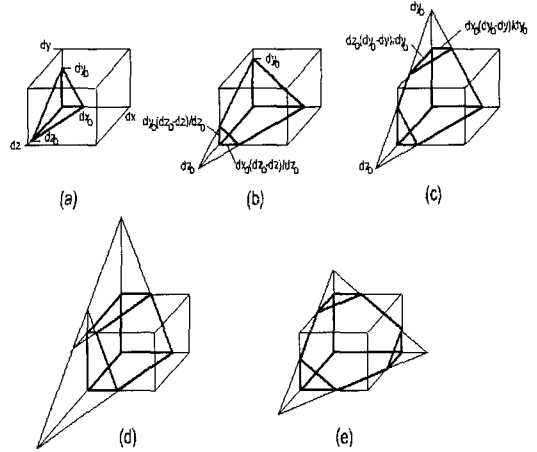 dy
dy₀
dx₀
dx
dz₀
dz
(a)
dy₀
dy₀(dz₀-dz)/dz₀
dz₀
dx₀(dz₀-dz)/dz₀
(b)
dy₀
dz₀(dy₀-dy)/dy₀
dx₀(dy₀-dy)/dy₀
dz₀
(c)
(d)
(e)